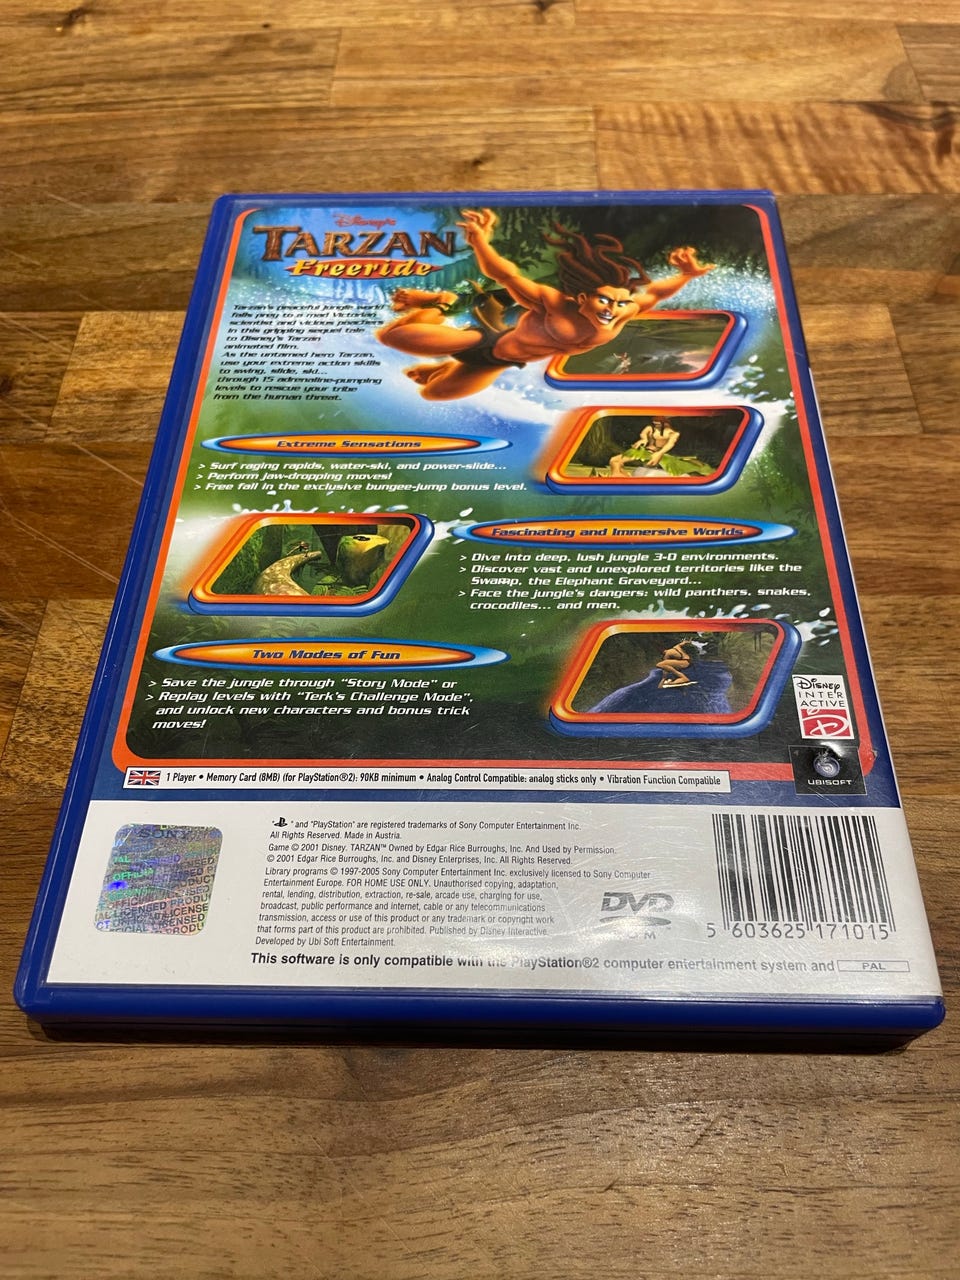 Disney's
TARZAN
Freeride
Tarzan's peaceful jungle world
falls prey to a mad Victorian
scientist and vicious poachers
in this gripping sequel tale
to Disney's Tarzan
animated film.
As the untamed hero Tarzan,
use your extreme action skills
to swing, slide, ski...
through 15 adrenaline-pumping
levels to rescue your tribe
from the human threat.
Extreme Sensations
> Surf raging rapids, water-ski, and power-slide...
> Perform jaw-dropping moves!
> Free fall in the exclusive bungee-jump bonus level.
Fascinating and Immersive Worlds
> Dive into deep, lush jungle 3-D environments.
> Discover vast and unexplored territories like the
Swamp, the Elephant Graveyard...
> Face the jungle's dangers: wild panthers, snakes,
crocodiles... and men.
Two Modes of Fun
> Save the jungle through "Story Mode" or
> Replay levels with "Terk's Challenge Mode",
and unlock new characters and bonus trick
moves!
Disney
INTER
ACTIVE
UBISOFT
1 Player • Memory Card (8MB) (for PlayStation®2): 90KB minimum • Analog Control Compatible: analog sticks only • Vibration Function Compatible
" " and "PlayStation" are registered trademarks of Sony Computer Entertainment Inc.
All Rights Reserved. Made in Austria.
Game © 2001 Disney. TARZAN™ Owned by Edgar Rice Burroughs, Inc. And Used by Permission.
© 2001 Edgar Rice Burroughs, Inc. and Disney Enterprises, Inc. All Rights Reserved.
Library programs © 1997-2005 Sony Computer Entertainment Inc. exclusively licensed to Sony Computer
Entertainment Europe. FOR HOME USE ONLY. Unauthorised copying, adaptation,
rental, lending, distribution, extraction, re-sale, arcade use, charging for use,
broadcast, public performance and internet, cable or any telecommunications
transmission, access or use of this product or any trademark or copyright work
that forms part of this product are prohibited. Published by Disney Interactive.
Developed by Ubi Soft Entertainment.
This software is only compatible with the PlayStation®2 computer entertainment system and PAL
SONY
DVD
5 603625 171015